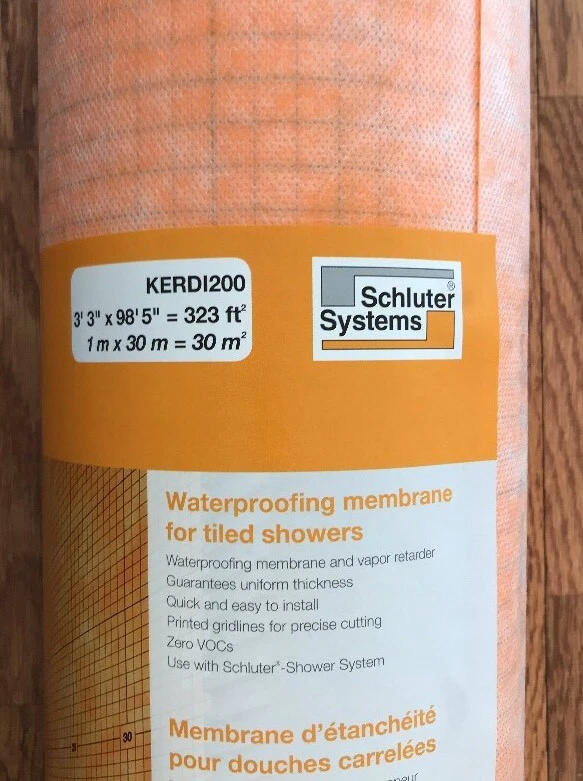 KERDI200
3' 3" x 98' 5" = 323 ft²
1 m x 30 m = 30 m²
Schluter®
Systems
Waterproofing membrane
for tiled showers
Waterproofing membrane and vapor retarder
Guarantees uniform thickness
Quick and easy to install
Printed gridlines for precise cutting
Zero VOCs
Use with Schluter®-Shower System
30
Membrane d'étanchéité
pour douches carrelées